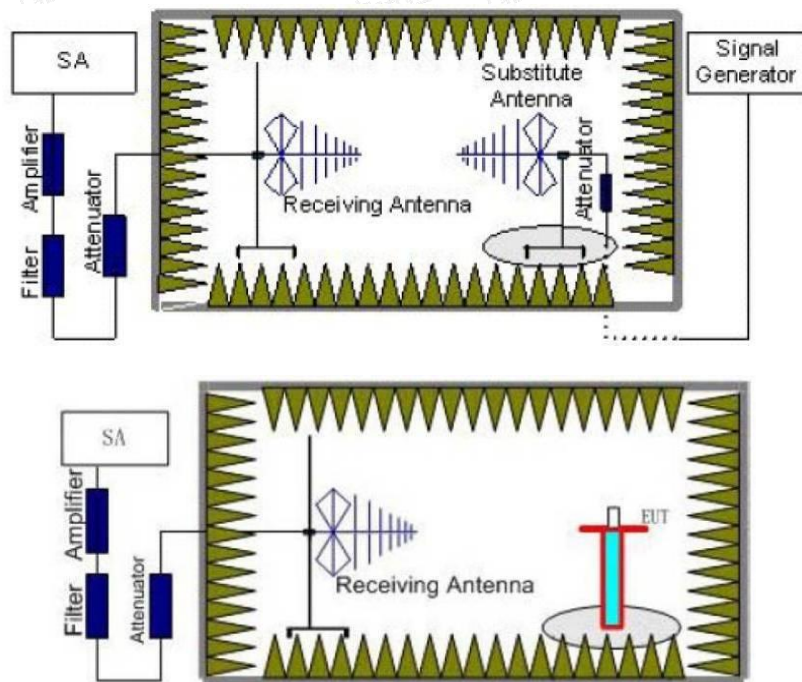 SA
Signal
Generator
Substitute
Antenna
Amplifier
Attenuator
Filter
Receiving Antenna
Attenuator
SA
Amplifier
Attenuator
Filter
Receiving Antenna
EUT